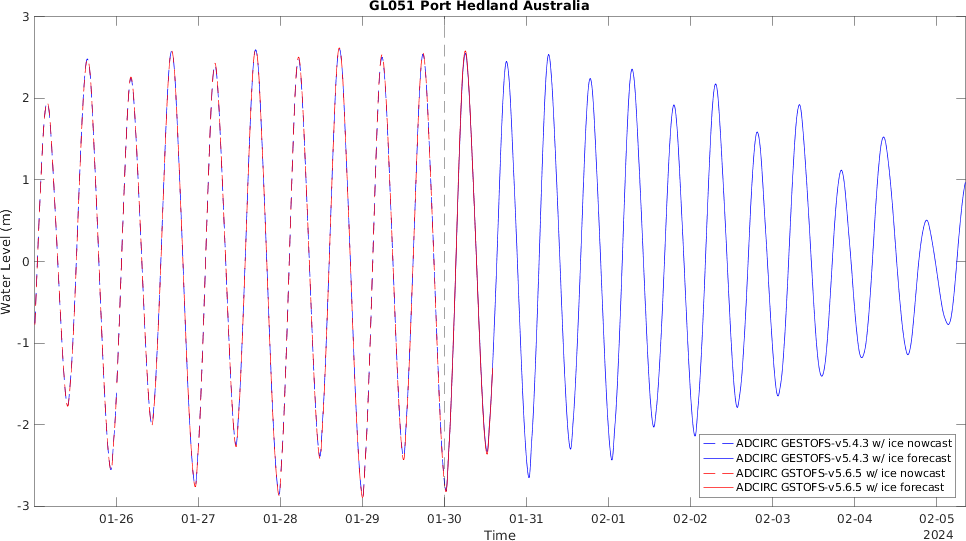 GL051 Port Hedland Australia
3
2
1
0
-1
-2
-3
Water Level (m)
ADCIRC GESTOFS-v5.4.3 w/ ice nowcast
ADCIRC GESTOFS-v5.4.3 w/ ice forecast
ADCIRC GSTOFS-v5.6.5 w/ ice nowcast
ADCIRC GSTOFS-v5.6.5 w/ ice forecast
01-26 01-27 01-28 01-29 01-30 01-31 02-01 02-02 02-03 02-04 02-05
Time 2024